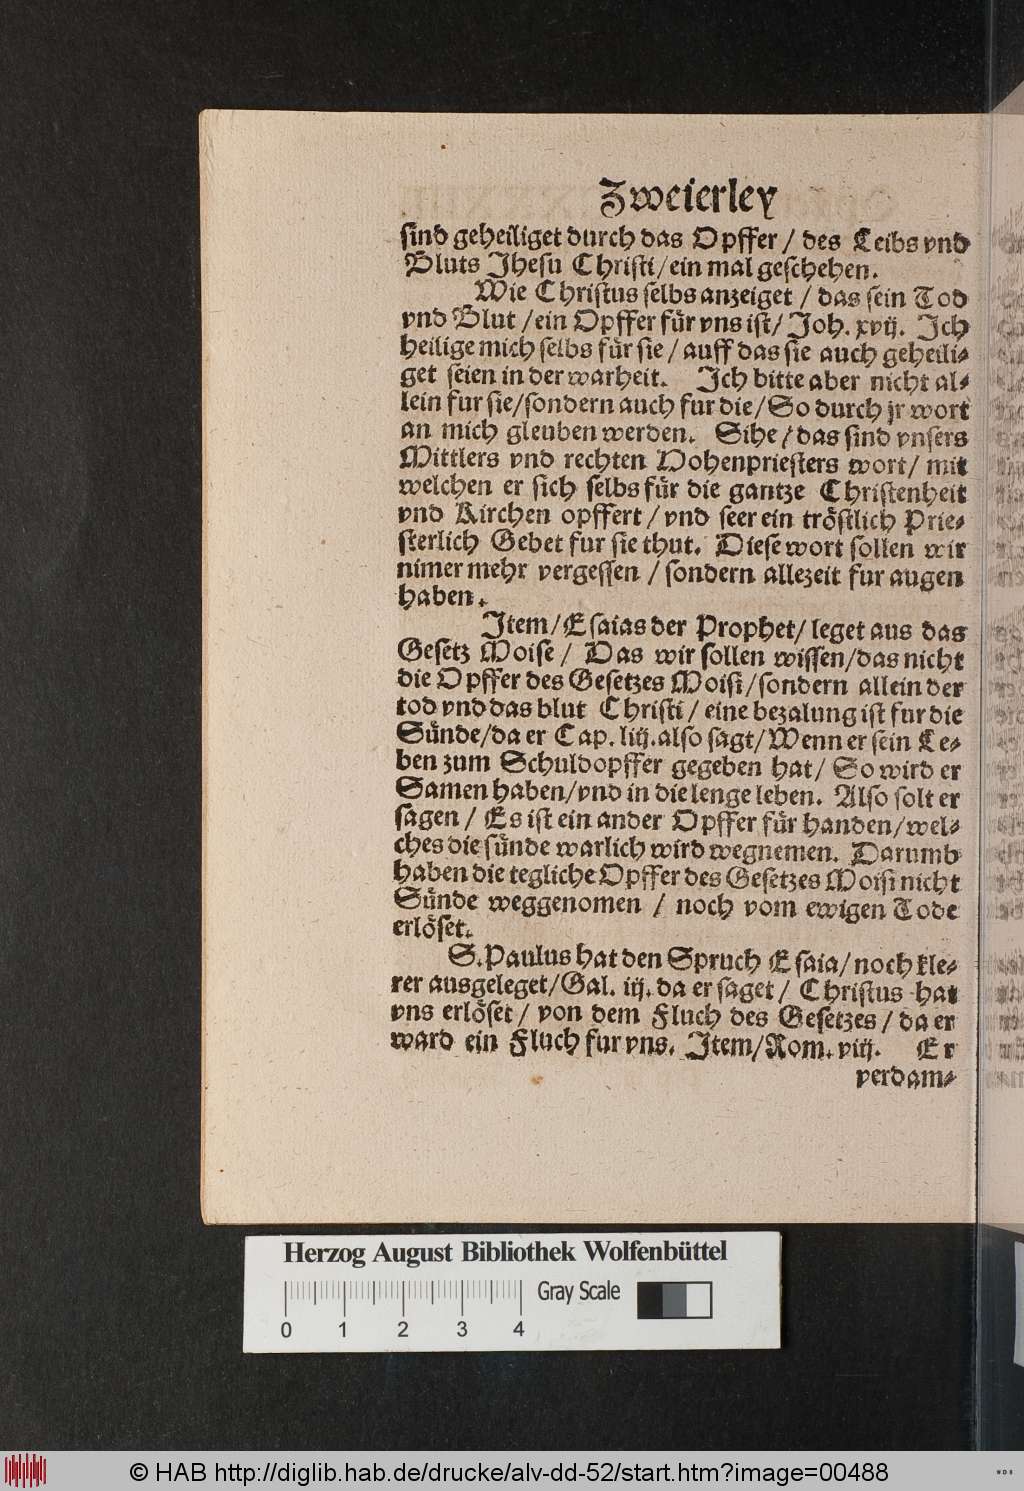 Zweierley
sind geheiliget durch das Opffer / des Leibs vnd
Bluts Jhesu Christi / ein mal geschehen.
Wie Christus selbs anzeiget / das sein Tod
vnd Blut / ein Opffer für vns ist / Joh. xvij. Ich
heilige mich selbs für sie / auff das sie auch geheili-
get seien in der warheit. Ich bitte aber nicht al-
lein fur sie / sondern auch fur die / So durch jr wort
an mich gleuben werden. Sihe / das sind vnsers
Mittlers vnd rechten Hohenpriesters wort / mit
welchen er sich selbs für die gantze Christenheit
vnd Kirchen opffert / vnd seer ein tröstlich Prie-
sterlich Gebet fur sie thut. Diese wort sollen wir
nimer mehr vergessen / sondern allezeit fur augen
haben.
Item / Esaias der Prophet / leget aus das
Gesetz Moise / Das wir sollen wissen / das nicht
die Opffer des Gesetzes Moisi / sondern allein der
tod vnd das blut Christi / eine bezalung ist fur die
Sünde / da er Cap. liij. also sagt / Wenn er sein Le-
ben zum Schuldopffer gegeben hat / So wird er
Samen haben / vnd in die lenge leben. Also solt er
sagen / Es ist ein ander Opffer für handen / wel-
ches die sünde warlich wird wegnemen. Darumb
haben die tegliche Opffer des Gesetzes Moisi nicht
Sünde weggenomen / noch vom ewigen Tode
erlöset.
S. Paulus hat den Spruch Esaia / noch kle-
rer ausgeleget / Gal. iij. da er saget / Christus hat
vns erlöset / von dem Fluch des Gesetzes / da er
ward ein Fluch fur vns. Item / Rom. viij. Er
verdam-
Herzog August Bibliothek Wolfenbüttel
Gray Scale
0 1 2 3 4
© HAB http://diglib.hab.de/drucke/alv-dd-52/start.htm?image=00488